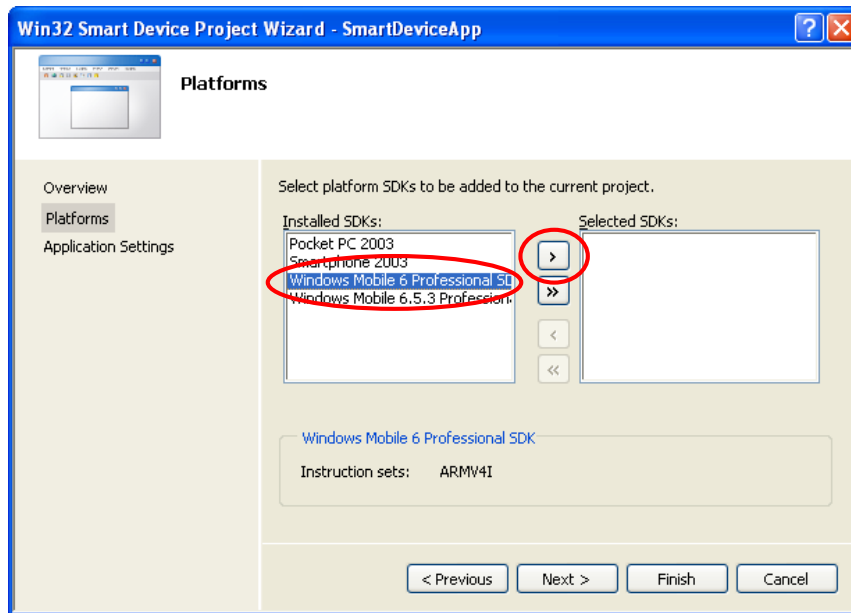 Win32 Smart Device Project Wizard - SmartDeviceApp
Platforms
Overview
Platforms
Application Settings
Select platform SDKs to be added to the current project.
Installed SDKs:
Pocket PC 2003
Smartphone 2003
Windows Mobile 6 Professional SD
Windows Mobile 6.5.3 Profession
>
>>
<
<<
Selected SDKs:
Windows Mobile 6 Professional SDK
Instruction sets: ARMV4I
< Previous Next > Finish Cancel